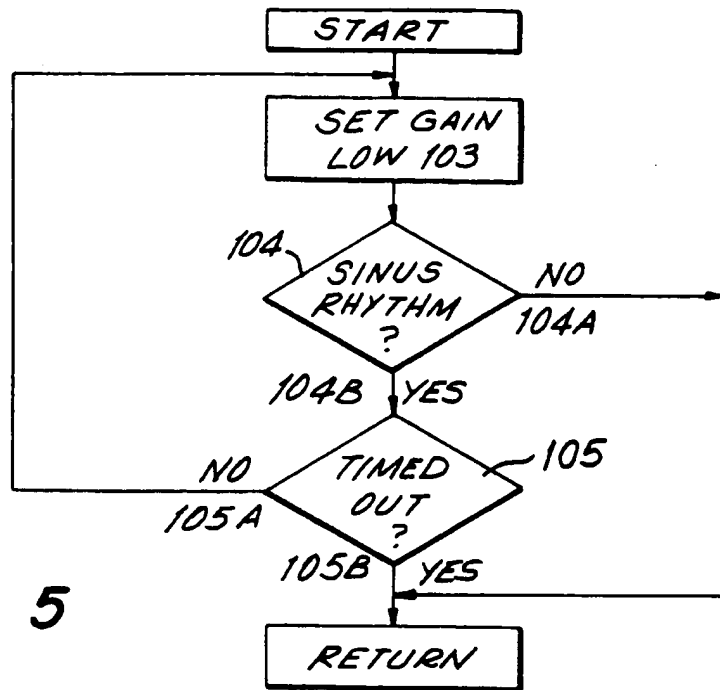 START
SET GAIN
LOW 103
104
SINUS
RHYTHM
?
NO
104A
104B YES
TIMED
OUT
?
105
NO
105A
105B YES
5
RETURN